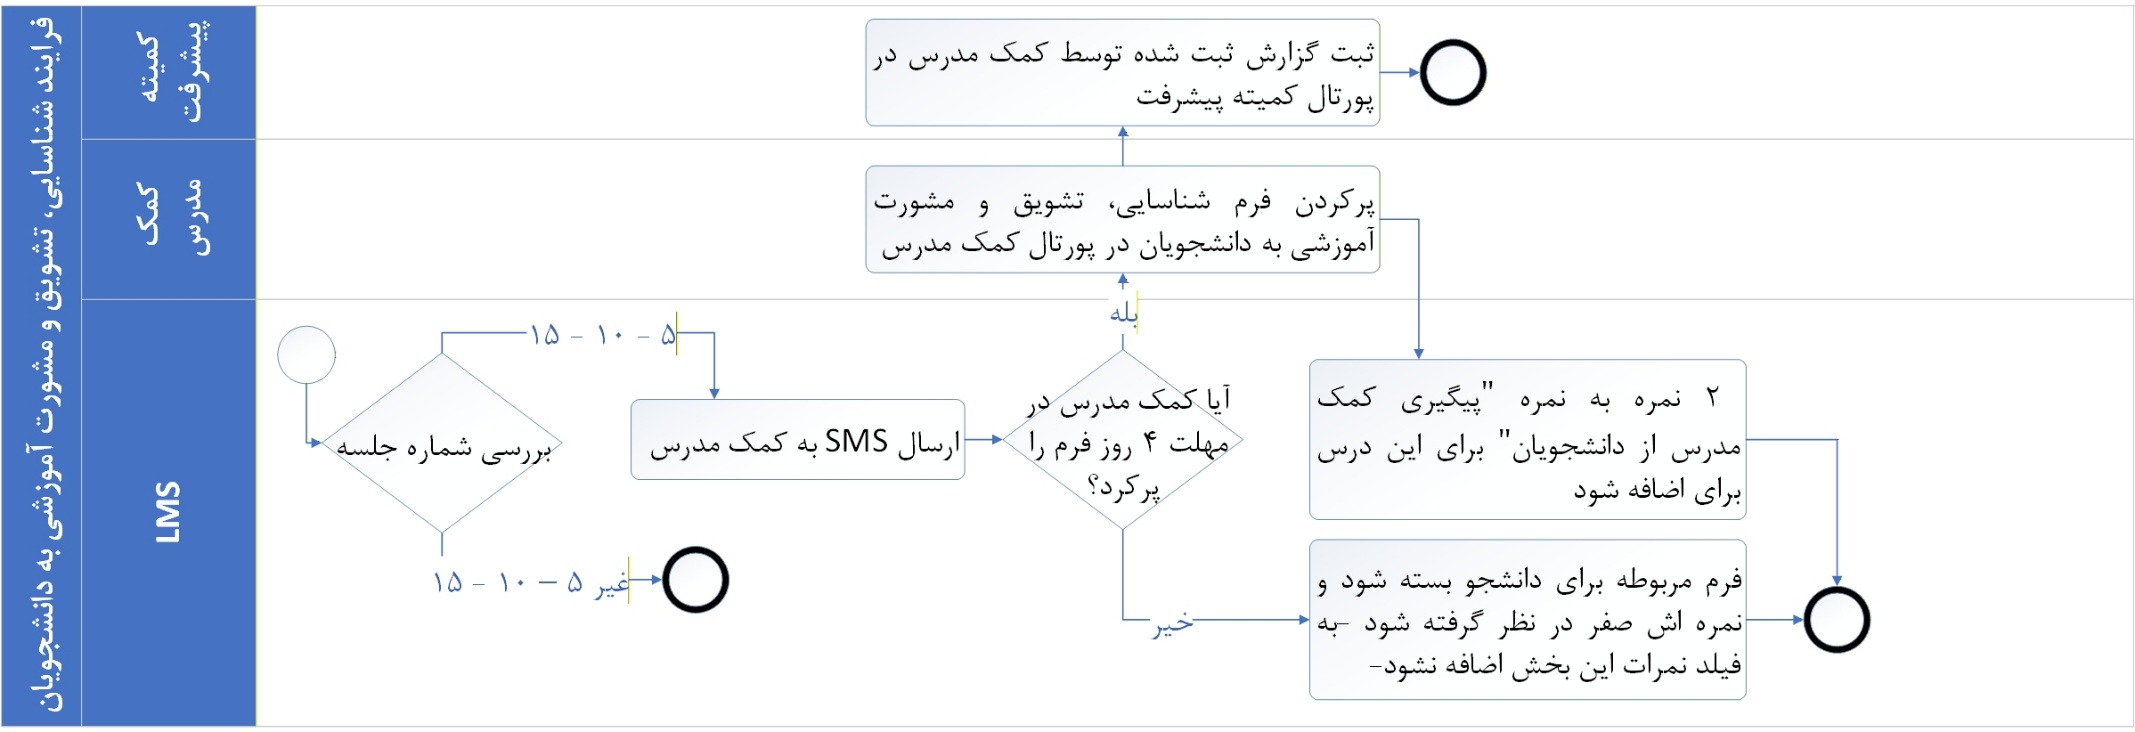 فرایند شناسایی، تشویق و مشورت آموزشی به دانشجویان
کمیته
پیشرفت
ثبت گزارش ثبت شده توسط کمک مدرس در
پورتال کمیته پیشرفت
کمک
مدرس
پرکردن فرم شناسایی، تشویق و مشورت
آموزشی به دانشجویان در پورتال کمک مدرس
LMS
بررسی شماره جلسه
۵ - ۱۰ - ۱۵
غیر ۵ – ۱۰ - ۱۵
ارسال SMS به کمک مدرس
آیا کمک مدرس در
مهلت ۴ روز فرم را
پرکرد؟
بله
خیر
۲ نمره به نمره "پیگیری کمک
مدرس از دانشجویان" برای این درس
برای اضافه شود
فرم مربوطه برای دانشجو بسته شود و
نمره اش صفر در نظر گرفته شود -به
فیلد نمرات این بخش اضافه نشود-